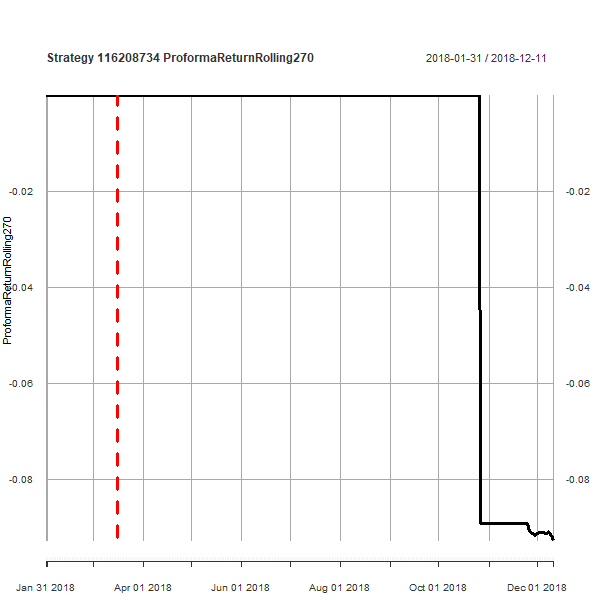 Strategy 116208734 ProformaReturnRolling270
2018-01-31 / 2018-12-11
-0.02
-0.02
-0.04
-0.04
-0.06
-0.06
-0.08
-0.08
ProformaReturnRolling270
Jan 31 2018
Apr 01 2018
Jun 01 2018
Aug 01 2018
Oct 01 2018
Dec 01 2018